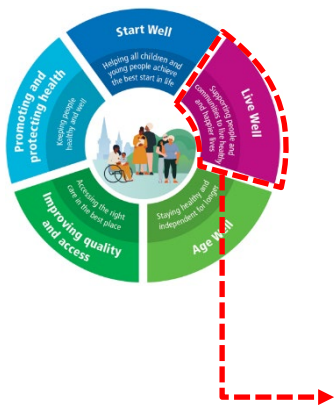 Start Well
Helping all children and
young people achieve
the best start in life
Live Well
Supporting people and
communities to live healthy
and happier lives
Age Well
Staying healthy and
independent for longer
Improving quality
and access
Accessing the right
care in the best place
Promoting and
protecting health
Keeping people
healthy and well